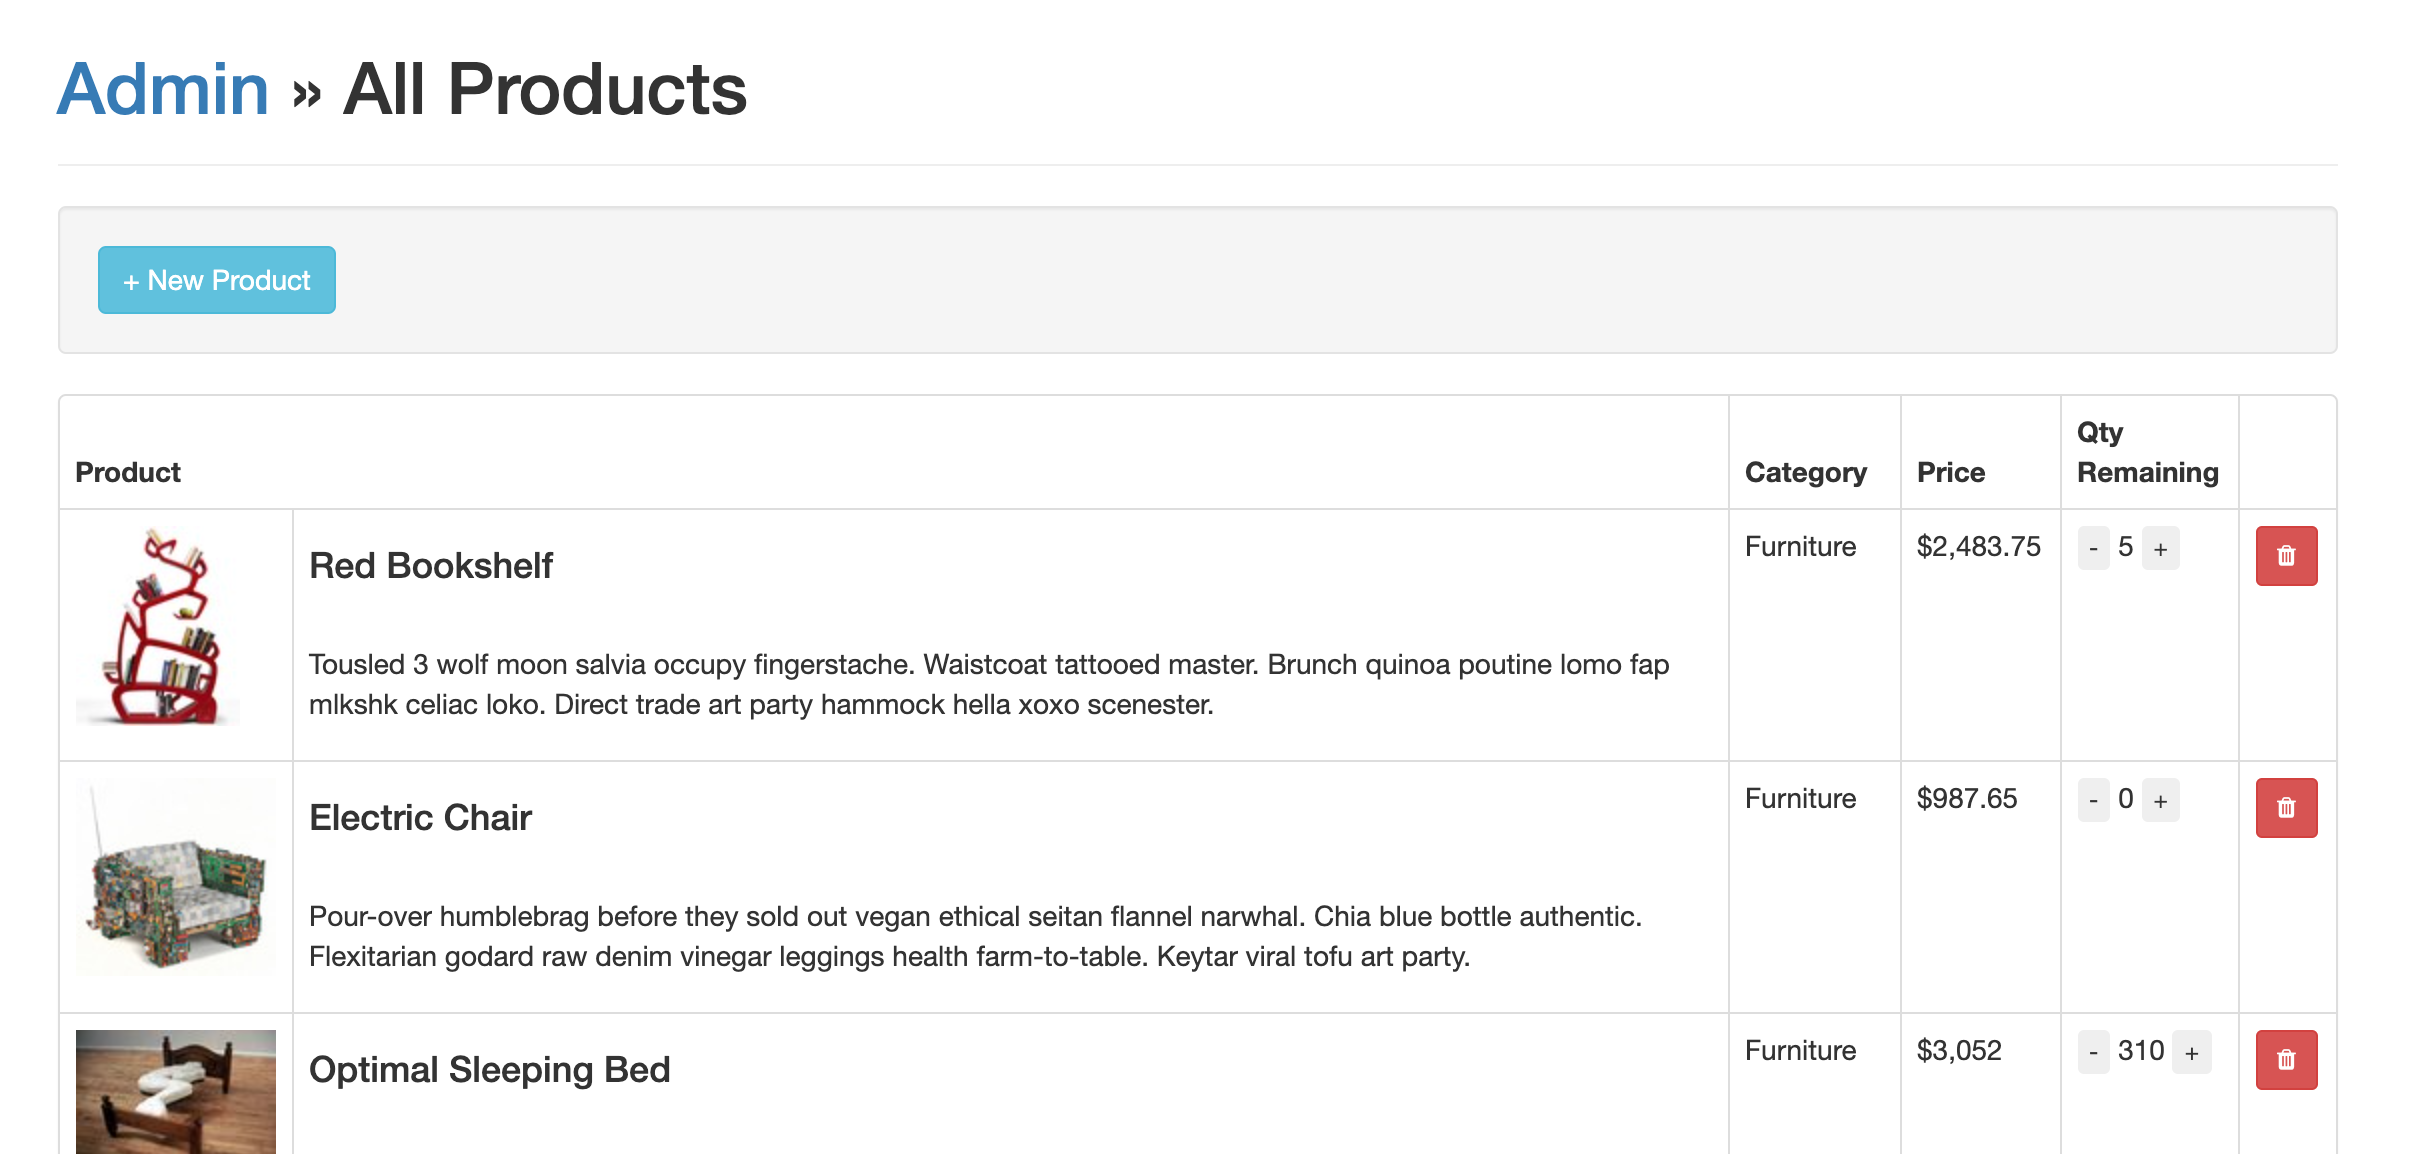 Admin » All Products
+ New Product
Product
Category
Price
Qty
Remaining
Red Bookshelf
Tousled 3 wolf moon salvia occupy fingerstache. Waistcoat tattooed master. Brunch quinoa poutine lomo fap
mlkshk celiac loko. Direct trade art party hammock hella xoxo scenester.
Furniture
$2,483.75
- 5 +
Electric Chair
Pour-over humblebrag before they sold out vegan ethical seitan flannel narwhal. Chia blue bottle authentic.
Flexitarian godard raw denim vinegar leggings health farm-to-table. Keytar viral tofu art party.
Furniture
$987.65
- 0 +
Optimal Sleeping Bed
Furniture
$3,052
- 310 +